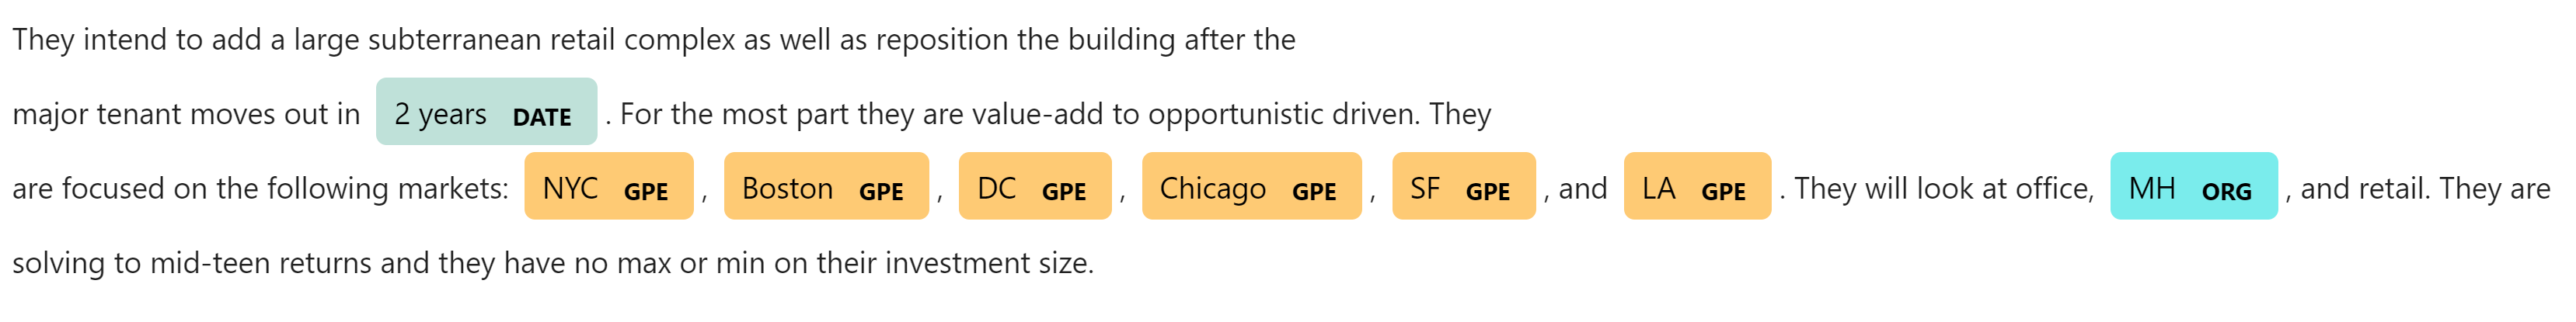 They intend to add a large subterranean retail complex as well as reposition the building after the
major tenant moves out in 2 years DATE . For the most part they are value-add to opportunistic driven. They
are focused on the following markets: NYC GPE , Boston GPE , DC GPE , Chicago GPE , SF GPE , and LA GPE . They will look at office, MH ORG , and retail. They are
solving to mid-teen returns and they have no max or min on their investment size.